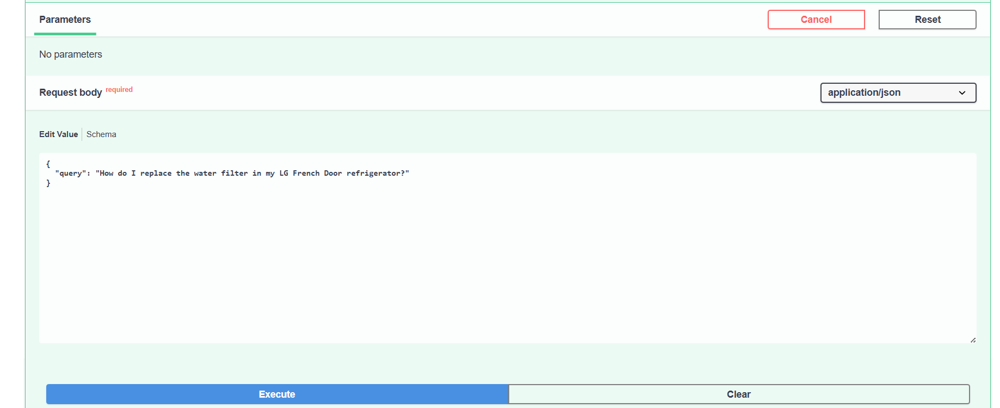 Parameters
Cancel
Reset
No parameters
Request body required
application/json
Edit Value
Schema
{
  "query": "How do I replace the water filter in my LG French Door refrigerator?"
}
Execute
Clear